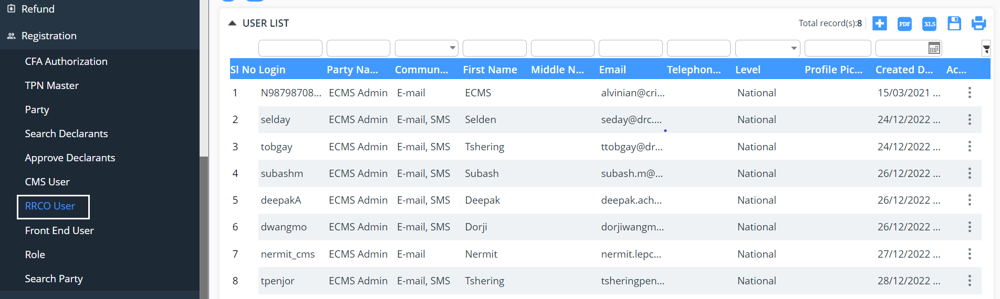 Refund
Registration
CFA Authorization
TPN Master
Party
Search Declarants
Approve Declarants
CMS User
RRCO User
Front End User
Role
Search Party
USER LIST
Total record(s):8
PDF
XLS
Sl No Login Party Na... Commun... First Name Middle N... Email Telephon... Level Profile Pic... Created D... Ac...
1 N98798708... ECMS Admin E-mail ECMS alvinian@cri... National 15/03/2021 ...
2 selday ECMS Admin E-mail, SMS Selden seday@drc.... National 24/12/2022 ...
3 tobgay ECMS Admin E-mail, SMS Tshering ttobgay@dr... National 24/12/2022 ...
4 subashm ECMS Admin E-mail, SMS Subash subash.m@... National 26/12/2022 ...
5 deepakA ECMS Admin E-mail, SMS Deepak deepak.ach... National 26/12/2022 ...
6 dwangmo ECMS Admin E-mail, SMS Dorji dorjiwangm... National 26/12/2022 ...
7 nermit_cms ECMS Admin E-mail Nermit nermit.lepc... National 27/12/2022 ...
8 tpenjor ECMS Admin E-mail, SMS Tshering tsheringpen... National 28/12/2022 ...